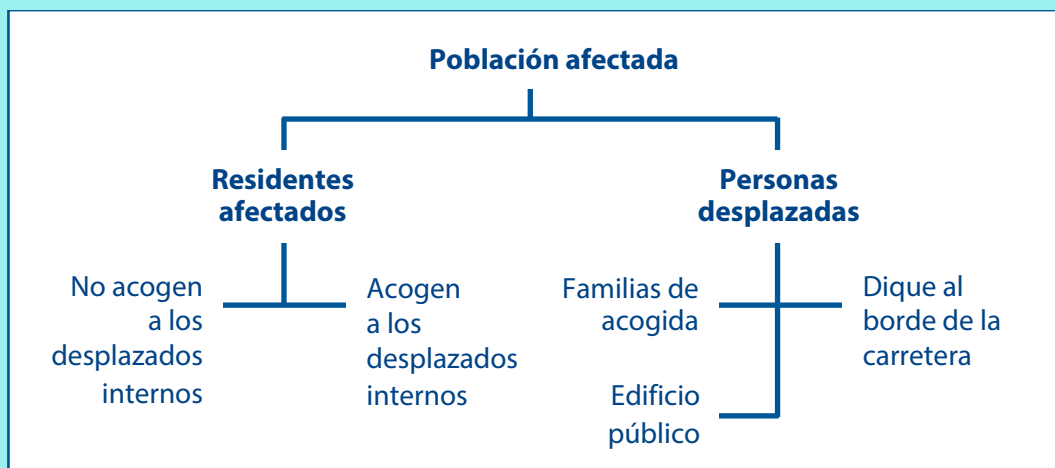 Población afectada
Residentes
afectados
Personas
desplazadas
No acogen
a los
desplazados
internos
Acogen
a los
desplazados
internos
Familias de
acogida
Dique al
borde de la
carretera
Edificio
público